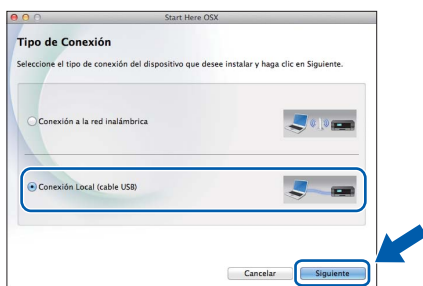 Start Here OSX
Tipo de Conexión
Seleccione el tipo de conexión del dispositivo que desee instalar y haga clic en Siguiente.
Conexión a la red inalámbrica
Conexión Local (cable USB)
Cancelar
Siguiente